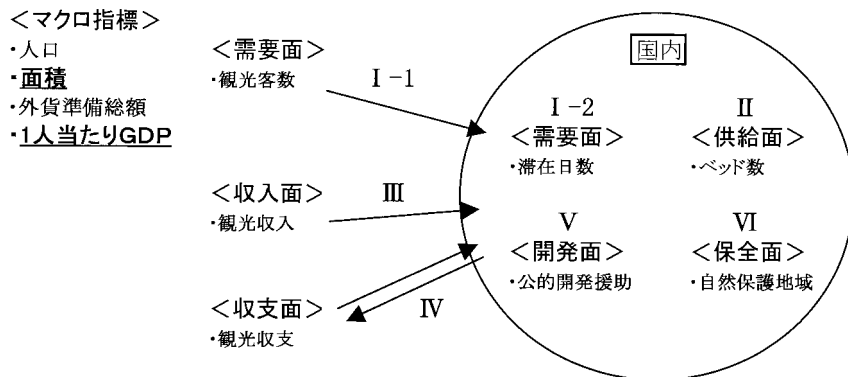 <マクロ指標>
・人口
・面積
・外貨準備総額
・1人当たりGDP
<需要面>
・観光客数
Ⅰ-1
<収入面>
・観光収入
Ⅲ
<収支面>
・観光収支
Ⅳ
国内
Ⅰ-2
<需要面>
・滞在日数
Ⅱ
<供給面>
・ベッド数
Ⅴ
<開発面>
・公的開発援助
Ⅵ
<保全面>
・自然保護地域